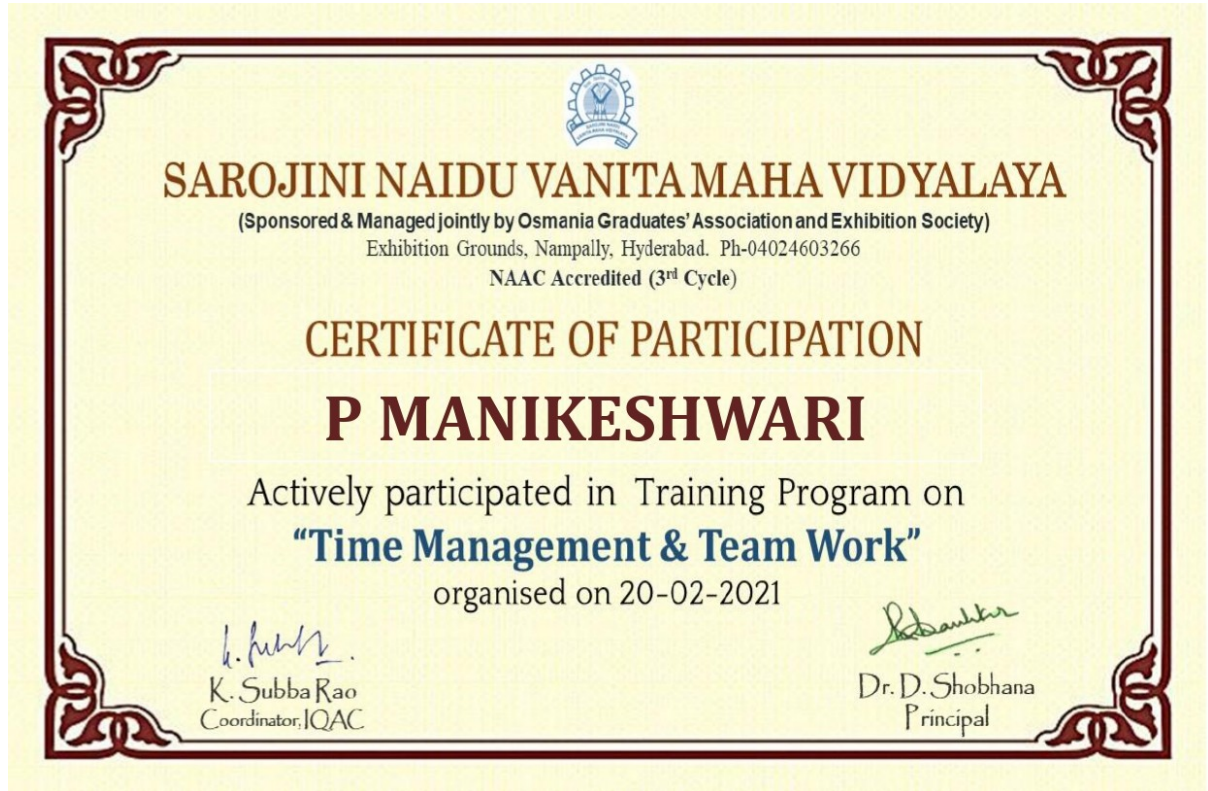 SAROJINI NAIDU VANITA MAHA VIDYALAYA
(Sponsored & Managed jointly by Osmania Graduates' Association and Exhibition Society)
Exhibition Grounds, Nampally, Hyderabad. Ph-04024603266
NAAC Accredited (3rd Cycle)
CERTIFICATE OF PARTICIPATION
P MANIKESHWARI
Actively participated in Training Program on
“Time Management & Team Work”
organised on 20-02-2021
K. Subba Rao
Coordinator, IQAC
Dr. D. Shobhana
Principal